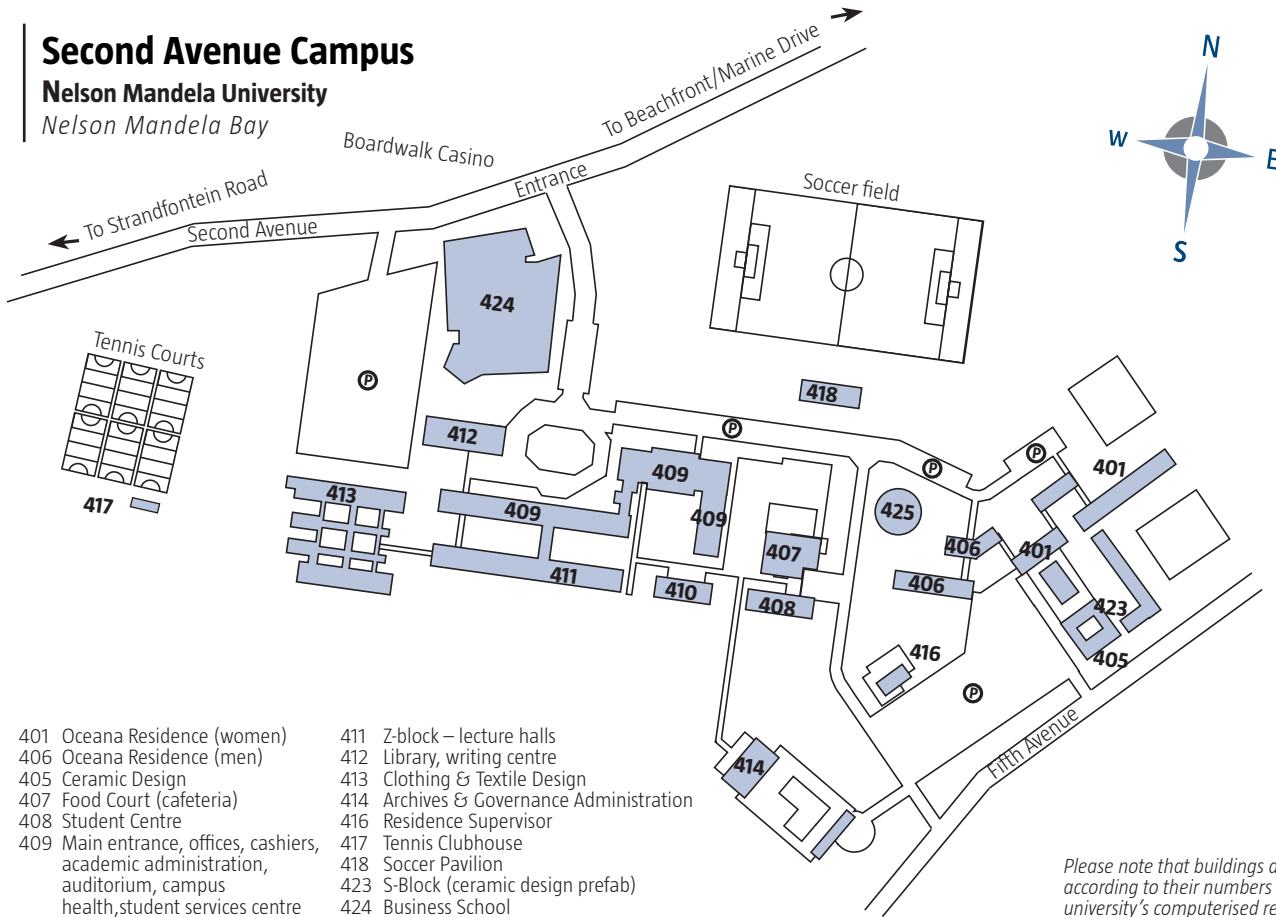 Second Avenue Campus
Nelson Mandela University
Nelson Mandela Bay
N
W
E
S
To Beachfront/Marine Drive
Boardwalk Casino
Entrance
To Strandfontein Road
Second Avenue
Soccer field
Tennis Courts
424
P
418
412
P
P
P
401
409
413
417
409
409
425
407
406
401
411
410
408
406
423
416
405
P
414
Fifth Avenue
401 Oceana Residence (women)
406 Oceana Residence (men)
405 Ceramic Design
407 Food Court (cafeteria)
408 Student Centre
409 Main entrance, offices, cashiers,
academic administration,
auditorium, campus
health,student services centre
411 Z-block – lecture halls
412 Library, writing centre
413 Clothing & Textile Design
414 Archives & Governance Administration
416 Residence Supervisor
417 Tennis Clubhouse
418 Soccer Pavilion
423 S-Block (ceramic design prefab)
424 Business School
Please note that buildings
according to their numbers
university's computerised